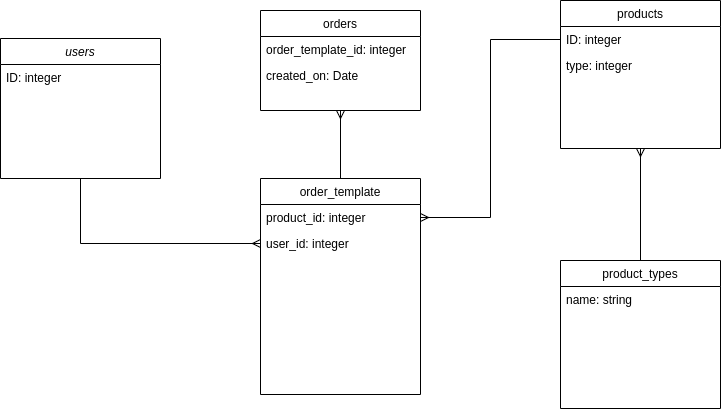 users
ID: integer
orders
order_template_id: integer
created_on: Date
products
ID: integer
type: integer
order_template
product_id: integer
user_id: integer
product_types
name: string